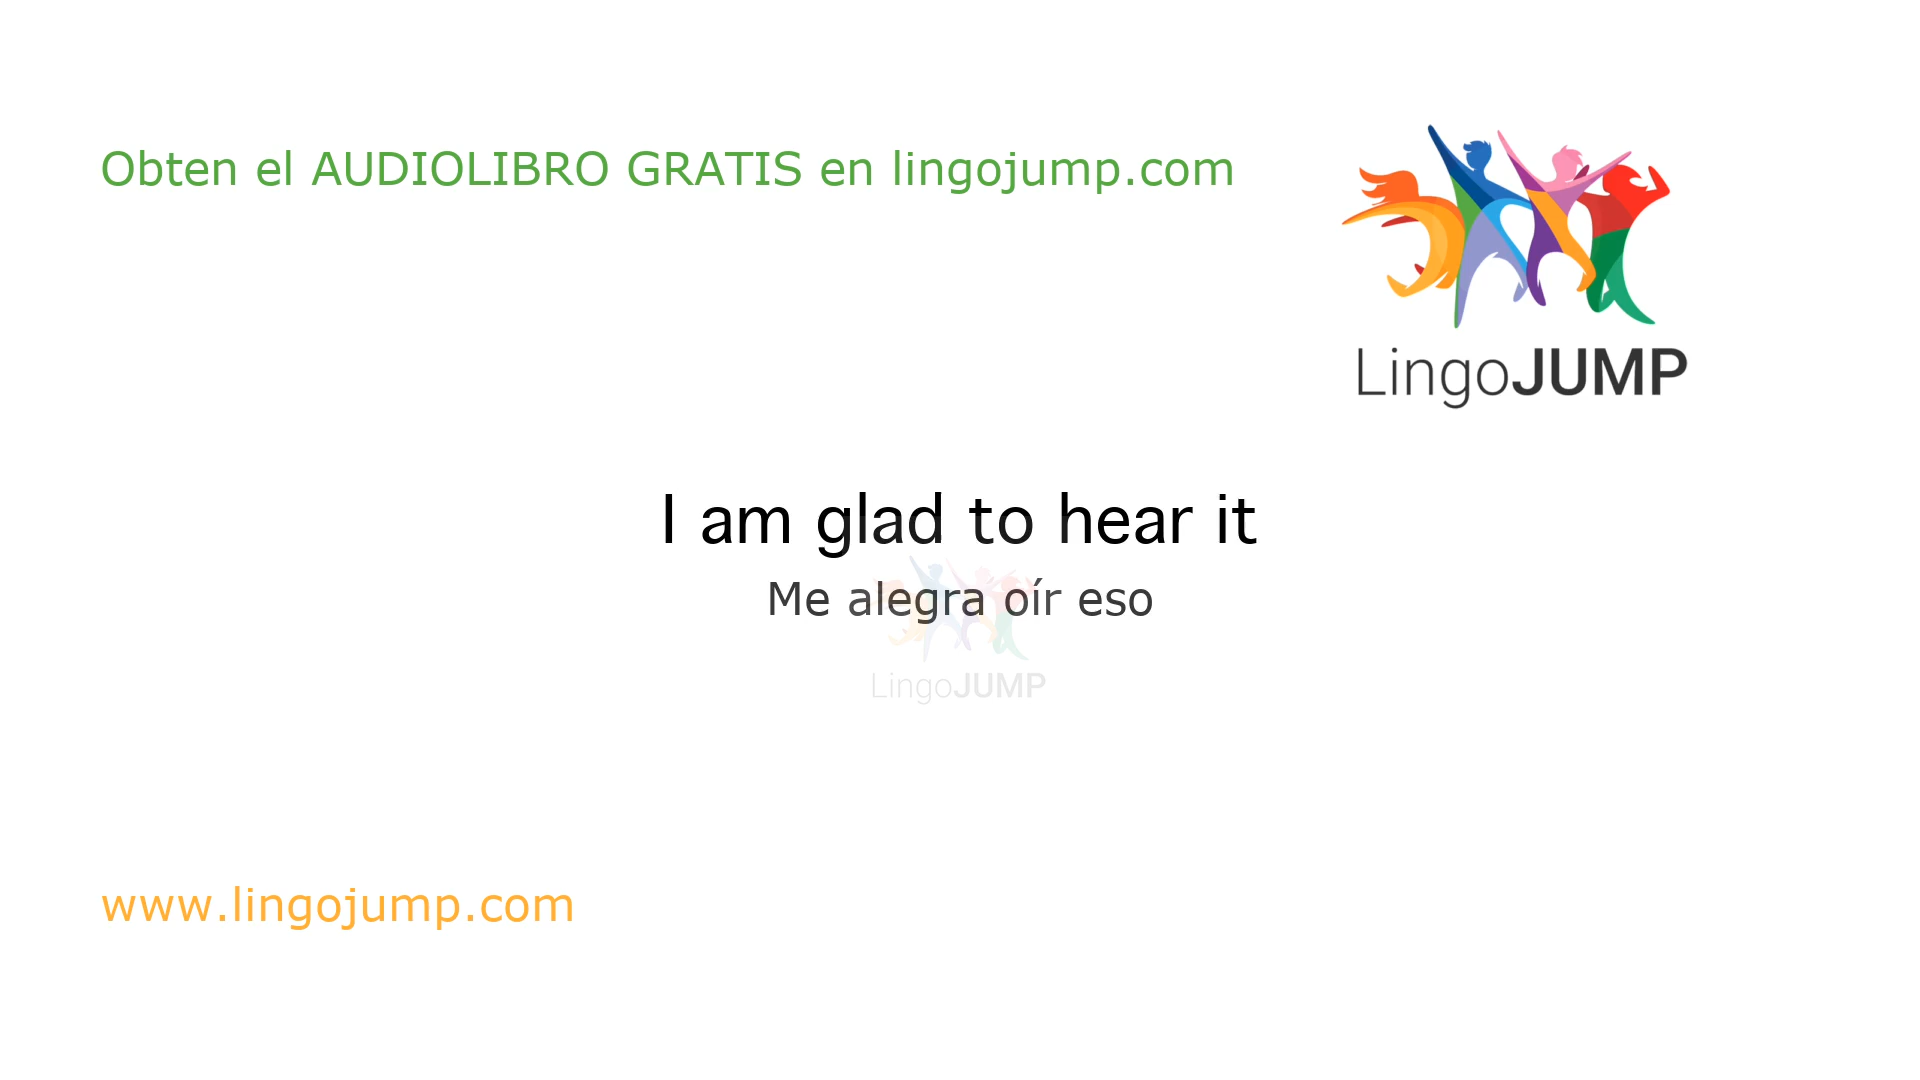 Obten el AUDIOLIBRO GRATIS en lingojump.com
LingoJUMP
I am glad to hear it
Me alegra oír eso
LingoJUMP
www.lingojump.com